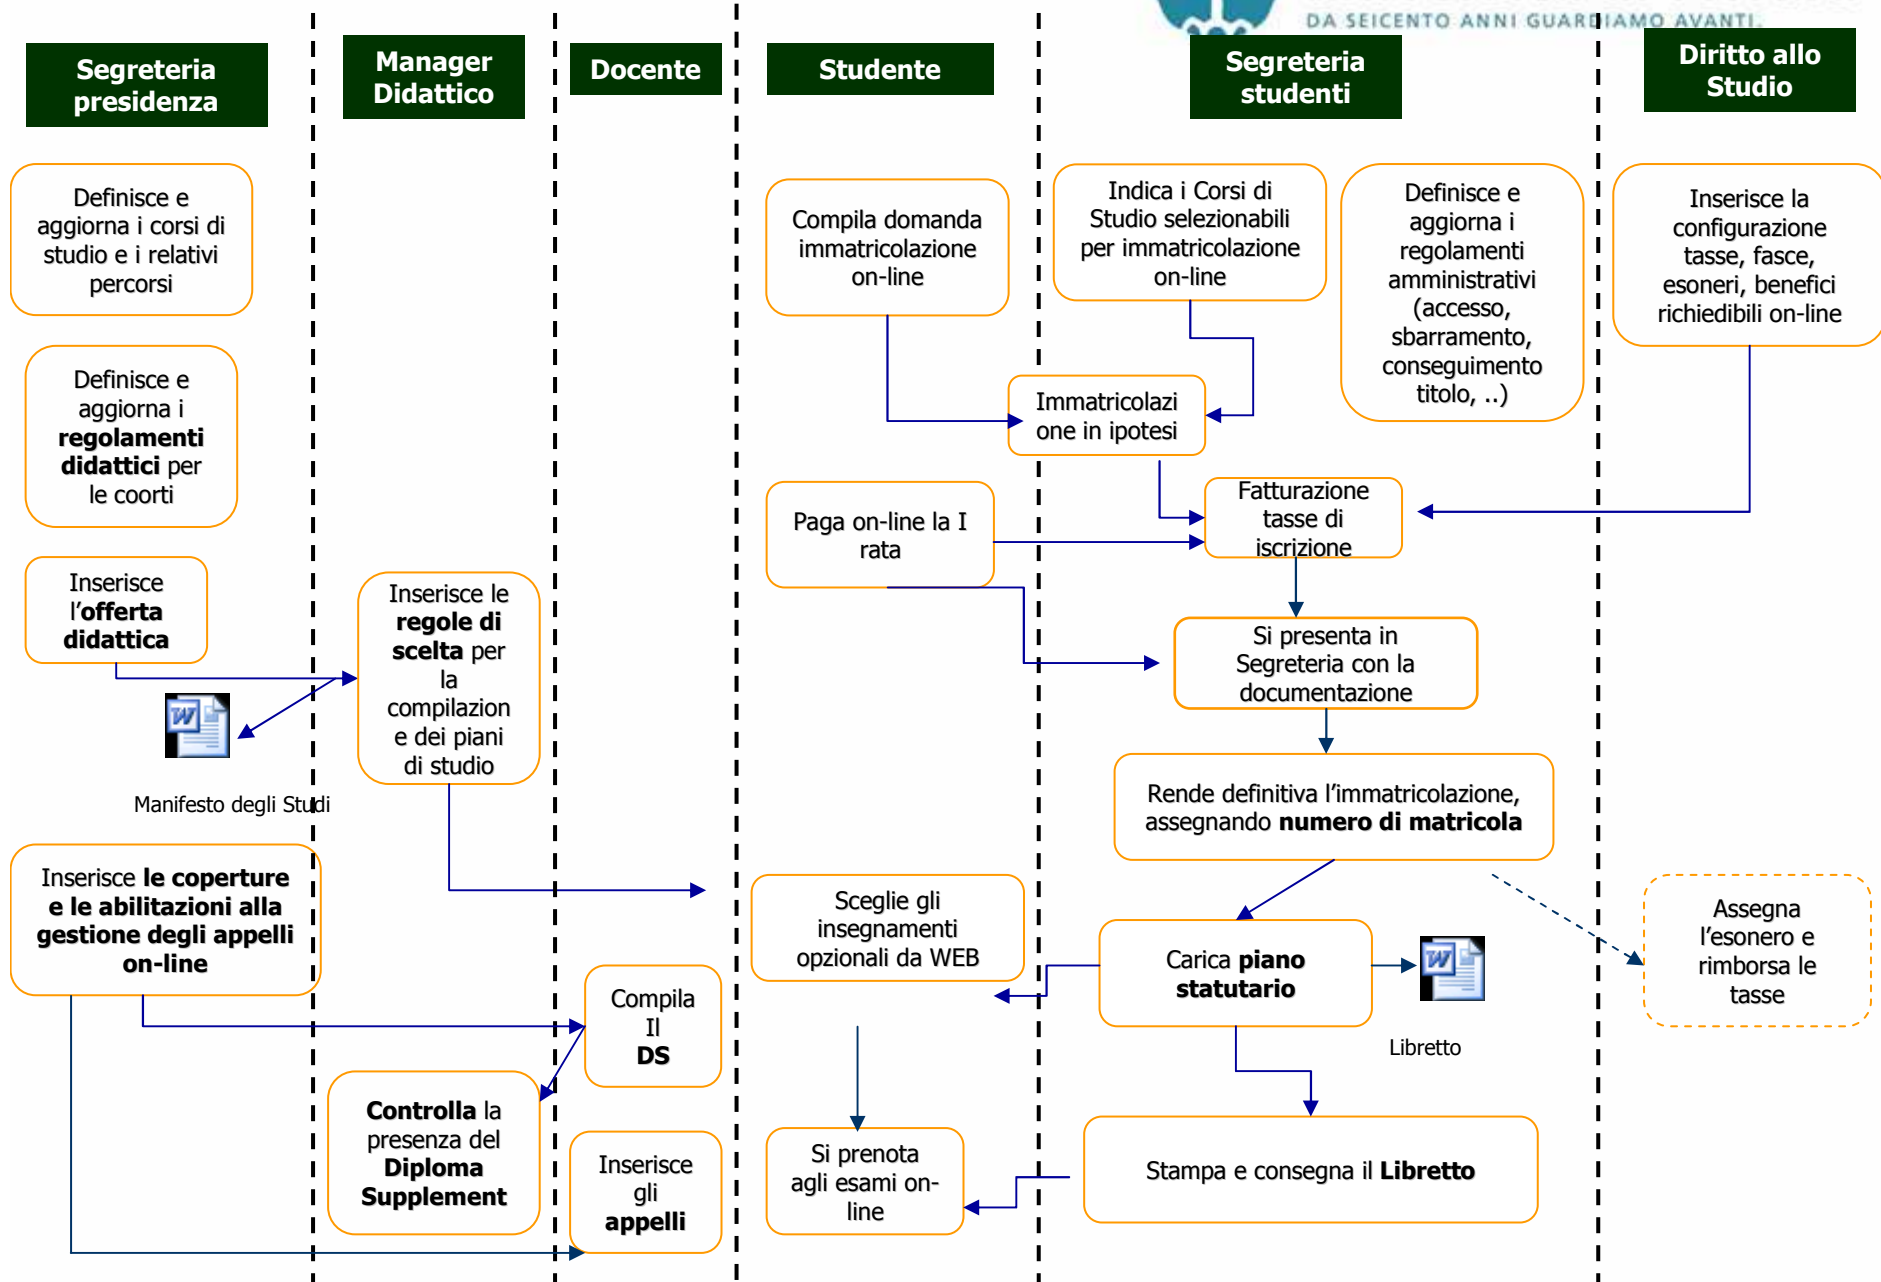 DA SEICENTO ANNI GUARDIAMO AVANTI.
Segreteria
presidenza
Manager
Didattico
Docente
Studente
Segreteria
studenti
Diritto allo
Studio
Definisce e
aggiorna i corsi di
studio e i relativi
percorsi
Compila domanda
immatricolazione
on-line
Indica i Corsi di
Studio selezionabili
per immatricolazione
on-line
Definisce e
aggiorna i
regolamenti
amministrativi
(accesso,
sbarramento,
conseguimento
titolo, ..)
Inserisce la
configurazione
tasse, fasce,
esoneri, benefici
richiedibili on-line
Definisce e
aggiorna i
regolamenti
didattici per
le coorti
Immatricolazi
one in ipotesi
Paga on-line la I
rata
Fatturazione
tasse di
iscrizione
Inserisce
l'offerta
didattica
Inserisce le
regole di
scelta per
la
compilazion
e dei piani
di studio
Si presenta in
Segreteria con la
documentazione
W
Manifesto degli Studi
Rende definitiva l'immatricolazione,
assegnando numero di matricola
Inserisce le coperture
e le abilitazioni alla
gestione degli appelli
on-line
Sceglie gli
insegnamenti
opzionali da WEB
Carica piano
statutario
W
Libretto
Assegna
l'esonero e
rimborsa le
tasse
Compila
Il
DS
Controlla la
presenza del
Diploma
Supplement
Inserisce
gli
appelli
Si prenota
agli esami on-
line
Stampa e consegna il Libretto